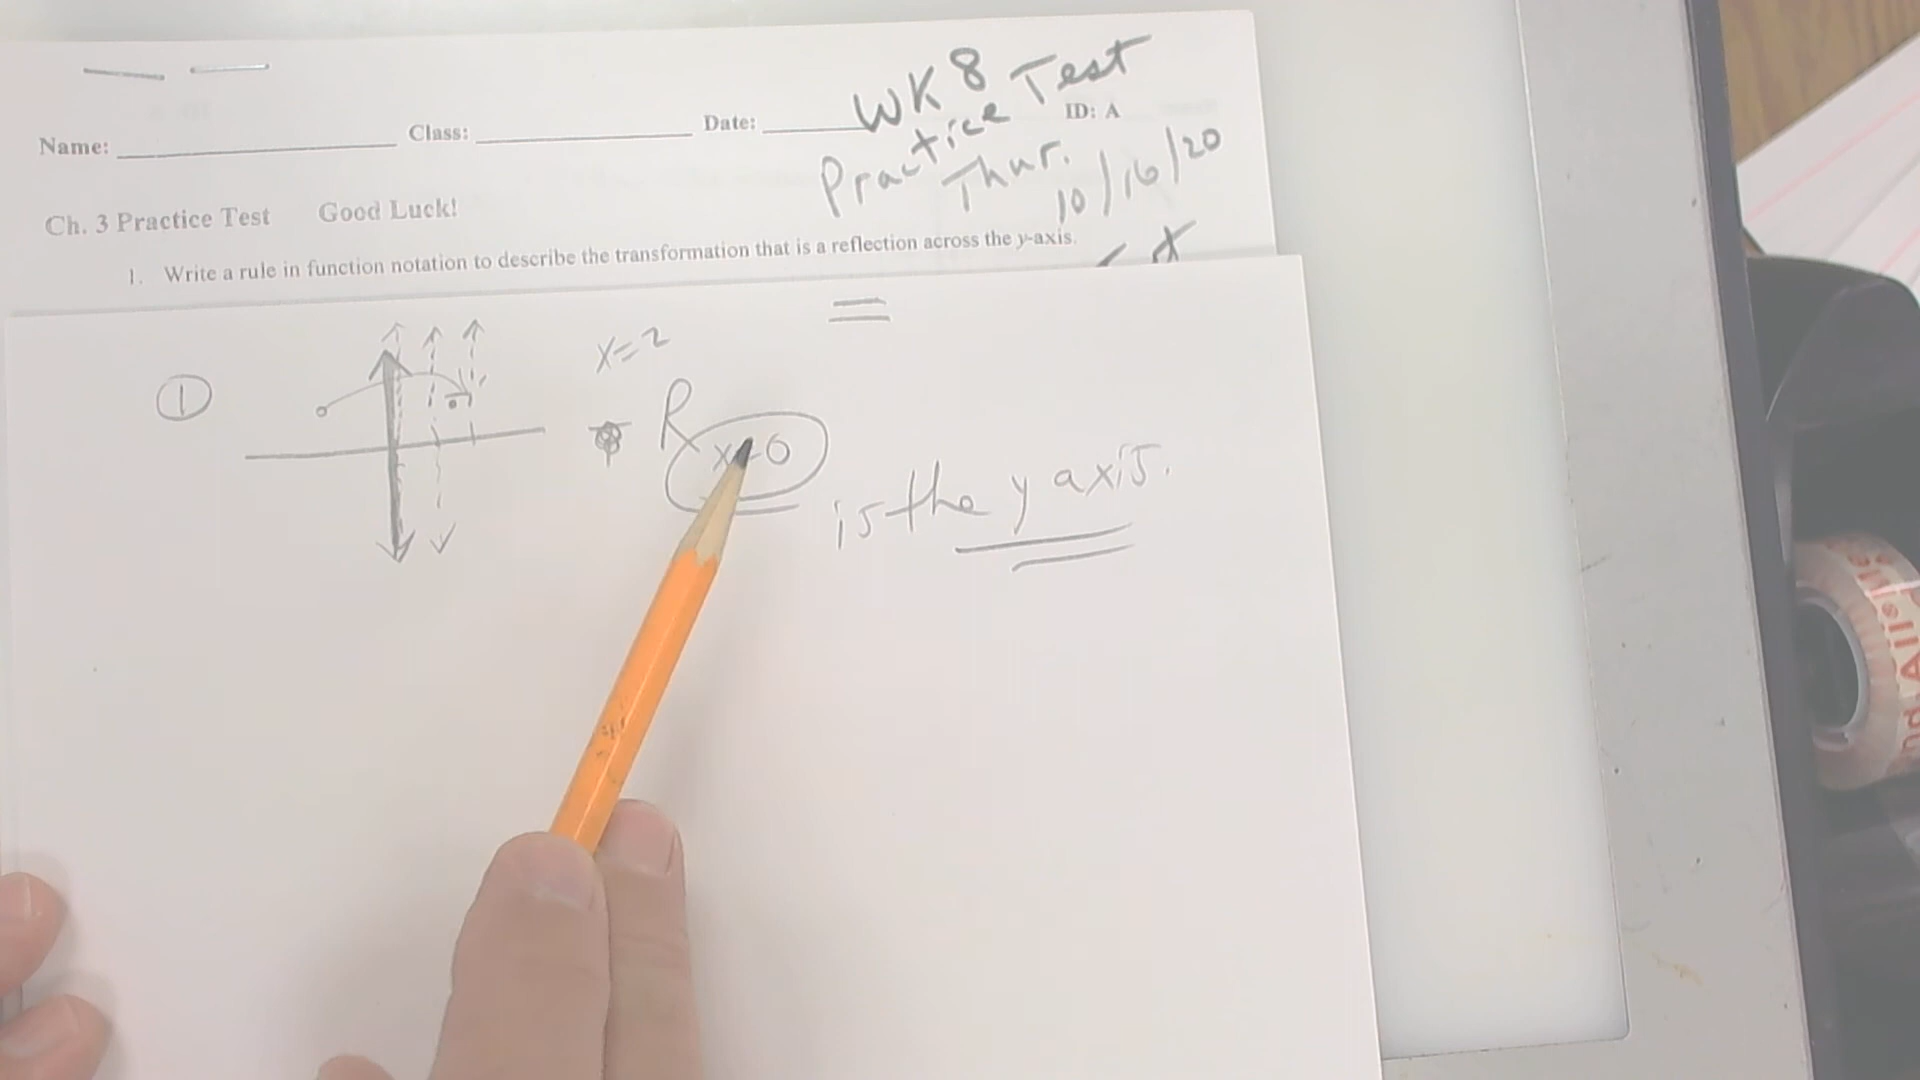 WK 8
Practice Test
Thur.
10/16/20
Name: Class: Date: ID: A
Ch. 3 Practice Test Good Luck!
1. Write a rule in function notation to describe the transformation that is a reflection across the y-axis.
x=2
① R x=0 is the y axis.